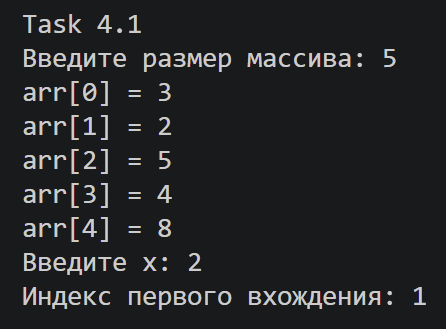 Task 4.1
Введите размер массива: 5
arr[0] = 3
arr[1] = 2
arr[2] = 5
arr[3] = 4
arr[4] = 8
Введите x: 2
Индекс первого вхождения: 1